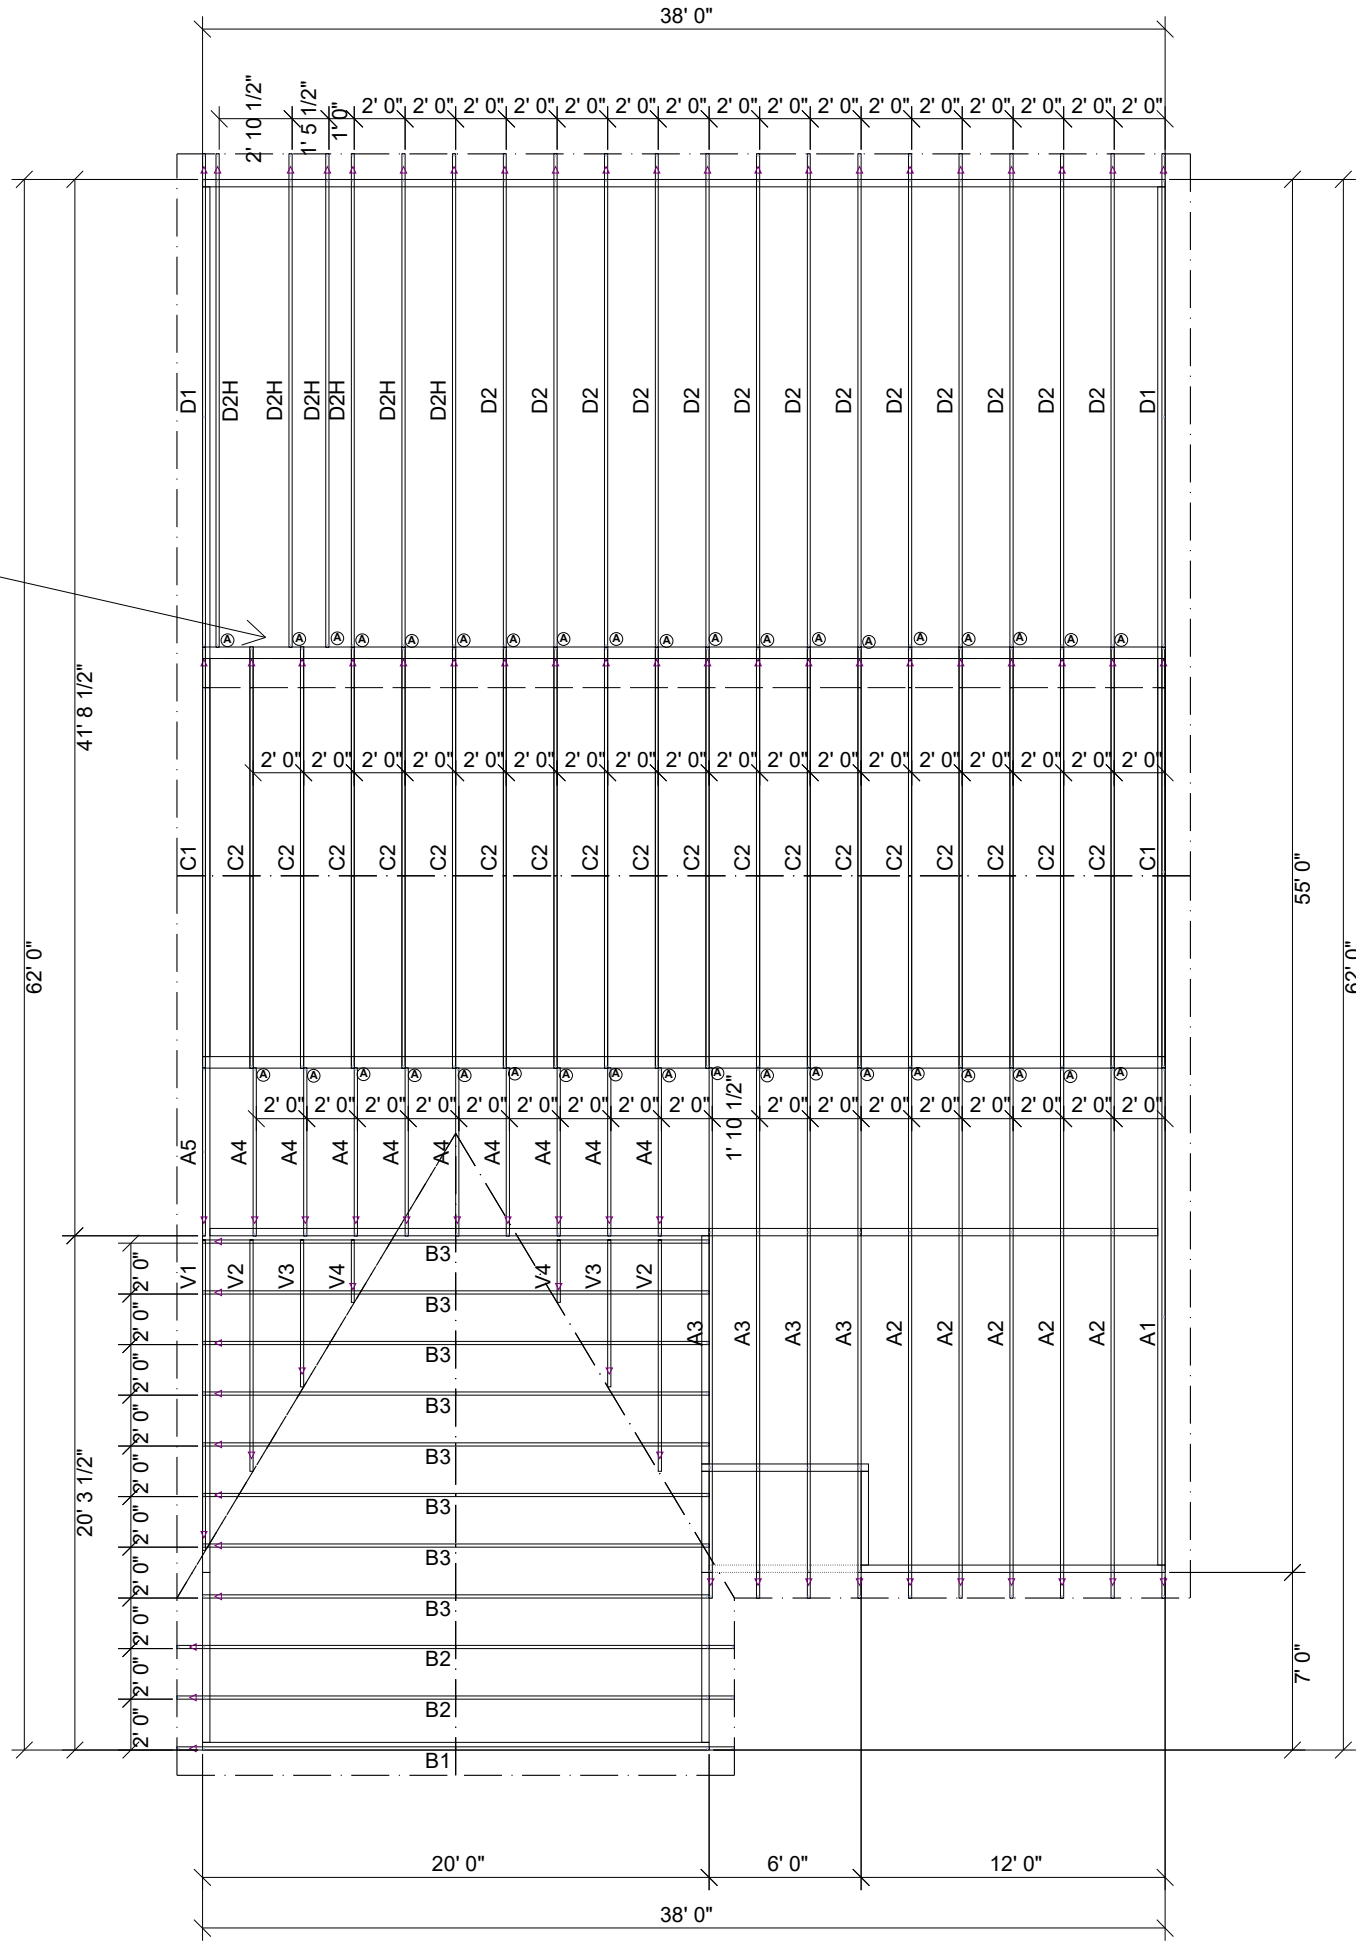 38' 0"
2' 10 1/2" 1' 5 1/2" 1' 0" 2' 0" 2' 0" 2' 0" 2' 0" 2' 0" 2' 0" 2' 0" 2' 0" 2' 0" 2' 0" 2' 0" 2' 0" 2' 0" 2' 0" 2' 0" 2' 0"
D1 D2H D2H D2H D2H D2H D2H D2 D2 D2 D2 D2 D2 D2 D2 D2 D2 D2 D2 D2 D1
A A A A A A A A A A A A A A A A A A A
41' 8 1/2"
2' 0" 2' 0" 2' 0" 2' 0" 2' 0" 2' 0" 2' 0" 2' 0" 2' 0" 2' 0" 2' 0" 2' 0" 2' 0" 2' 0" 2' 0" 2' 0" 2' 0" 2' 0"
C1 C2 C2 C2 C2 C2 C2 C2 C2 C2 C2 C2 C2 C2 C2 C2 C2 C2 C2 C1
55' 0"
62' 0"
62' 0"
A A A A A A A A A A A A A A A A A A
2' 0" 2' 0" 2' 0" 2' 0" 2' 0" 2' 0" 2' 0" 2' 0" 2' 0" 1' 10 1/2" 2' 0" 2' 0" 2' 0" 2' 0" 2' 0" 2' 0" 2' 0" 2' 0"
A5 A4 A4 A4 A4 A4 A4 A4 A4 A4
B3
V1 V2 V3 V4 V4 V3 V2
2' 0"
B3
A3 A3 A3 A3 A2 A2 A2 A2 A2 A1
2' 0"
B3
2' 0"
B3
2' 0"
B3
20' 3 1/2"
2' 0"
B3
2' 0"
B3
2' 0"
B3
2' 0"
B2
2' 0"
7' 0"
B2
2' 0"
B1
20' 0" 6' 0" 12' 0"
38' 0"